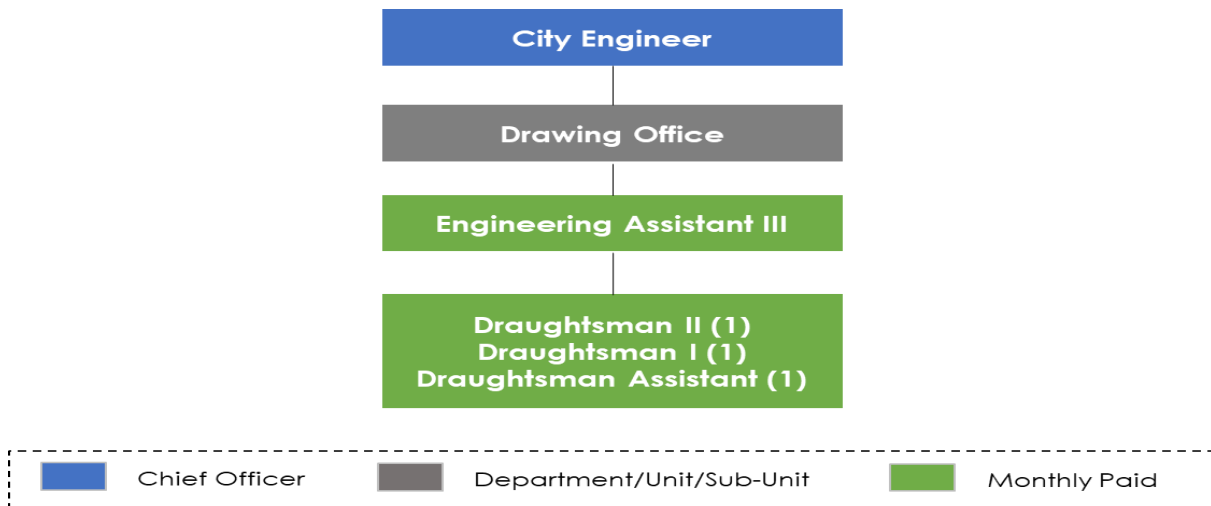 City Engineer
Drawing Office
Engineering Assistant III
Draughtsman II (1)
Draughtsman I (1)
Draughtsman Assistant (1)
Chief Officer
Department/Unit/Sub-Unit
Monthly Paid